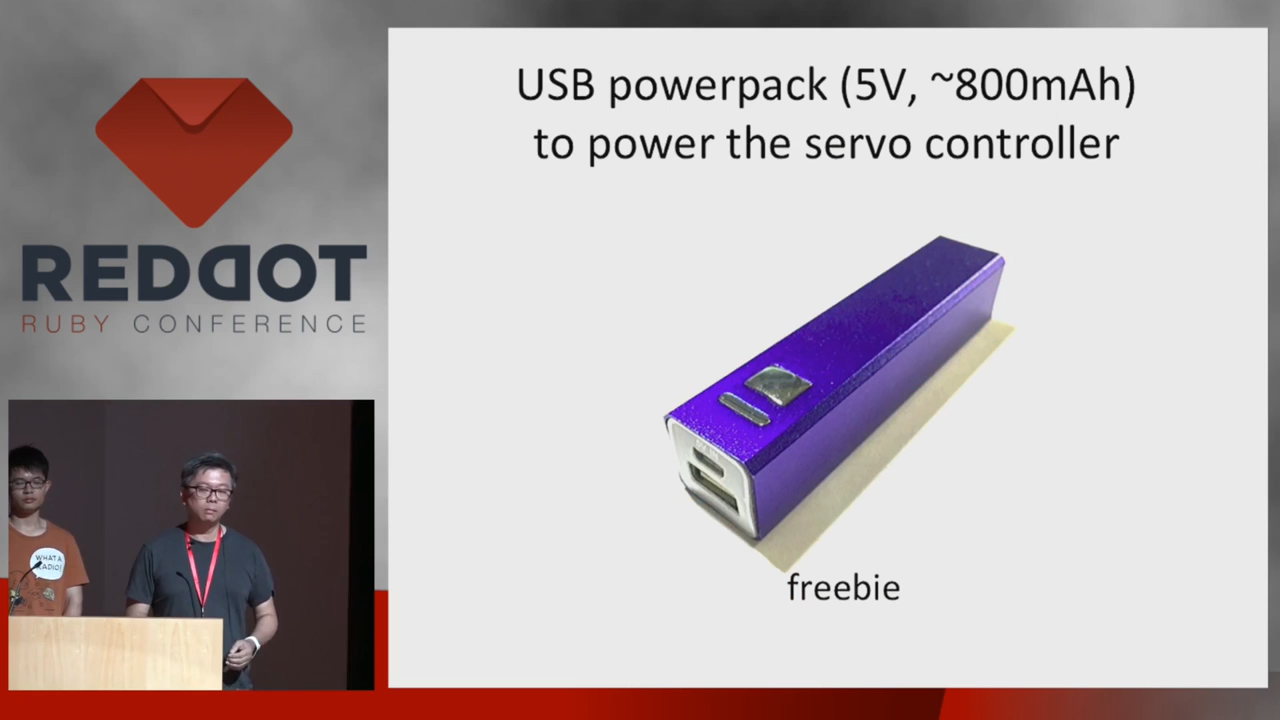 REDDOT
RUBY CONFERENCE
USB powerpack (5V, ~800mAh)
to power the servo controller
freebie
WHAT A
RADIO!